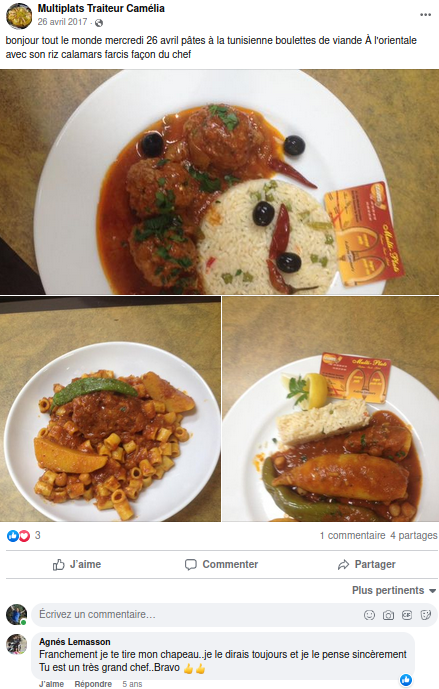 Multiplats Traiteur Camélia
26 avril 2017 ·
bonjour tout le monde mercredi 26 avril pâtes à la tunisienne boulettes de viande À l'orientale
avec son riz calamars farcis façon du chef
Multi-Plats
Multi-Plats
3
1 commentaire 4 partages
J'aime
Commenter
Partager
Plus pertinents
Écrivez un commentaire...
GIF
Agnés Lemasson
Franchement je te tire mon chapeau..je le dirais toujours et je le pense sincèrement
Tu est un très grand chef..Bravo 👍👍
J'aime Répondre 5 ans